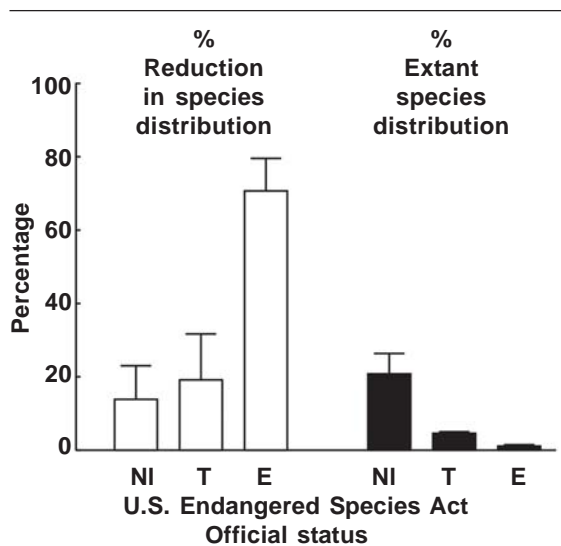 %
Reduction
in species
distribution
%
Extant
species
distribution
Percentage
100
80
60
40
20
0
NI T E NI T E
U.S. Endangered Species Act
Official status